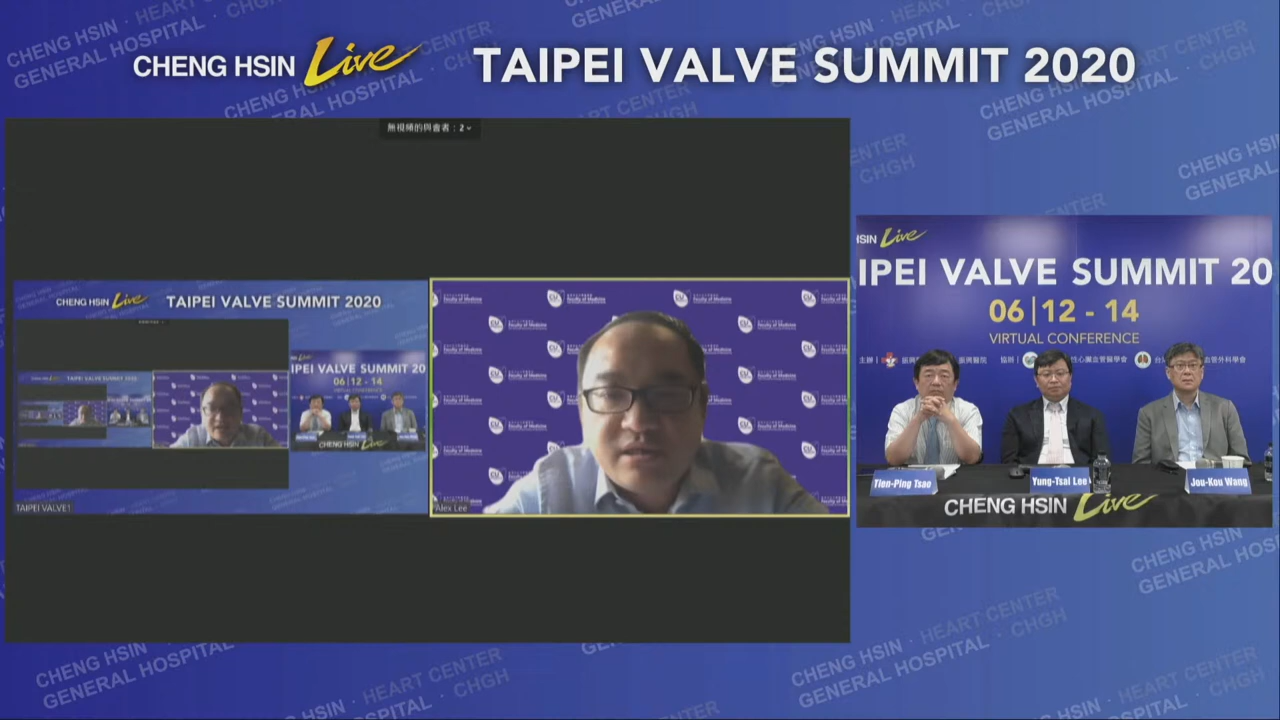 CHENG HSIN Live TAIPEI VALVE SUMMIT 2020
無視頻的與會者：2
CHENG HSIN Live TAIPEI VALVE SUMMIT 2020
TAIPEI VALVE1
Alex Lee
Faculty of Medicine
HSIN Live
IPEI VALVE SUMMIT 20
06|12 - 14
VIRTUAL CONFERENCE
Tien-Ping Tsao
Yung-Tsai Lee
Jou-Kou Wang
CHENG HSIN Live
IPEI VALVE SUMMIT 20
06|12 - 14
VIRTUAL CONFERENCE
CHENG HSIN Live
CHENG HSIN · HEART CENTER
GENERAL HOSPITAL · CHGH